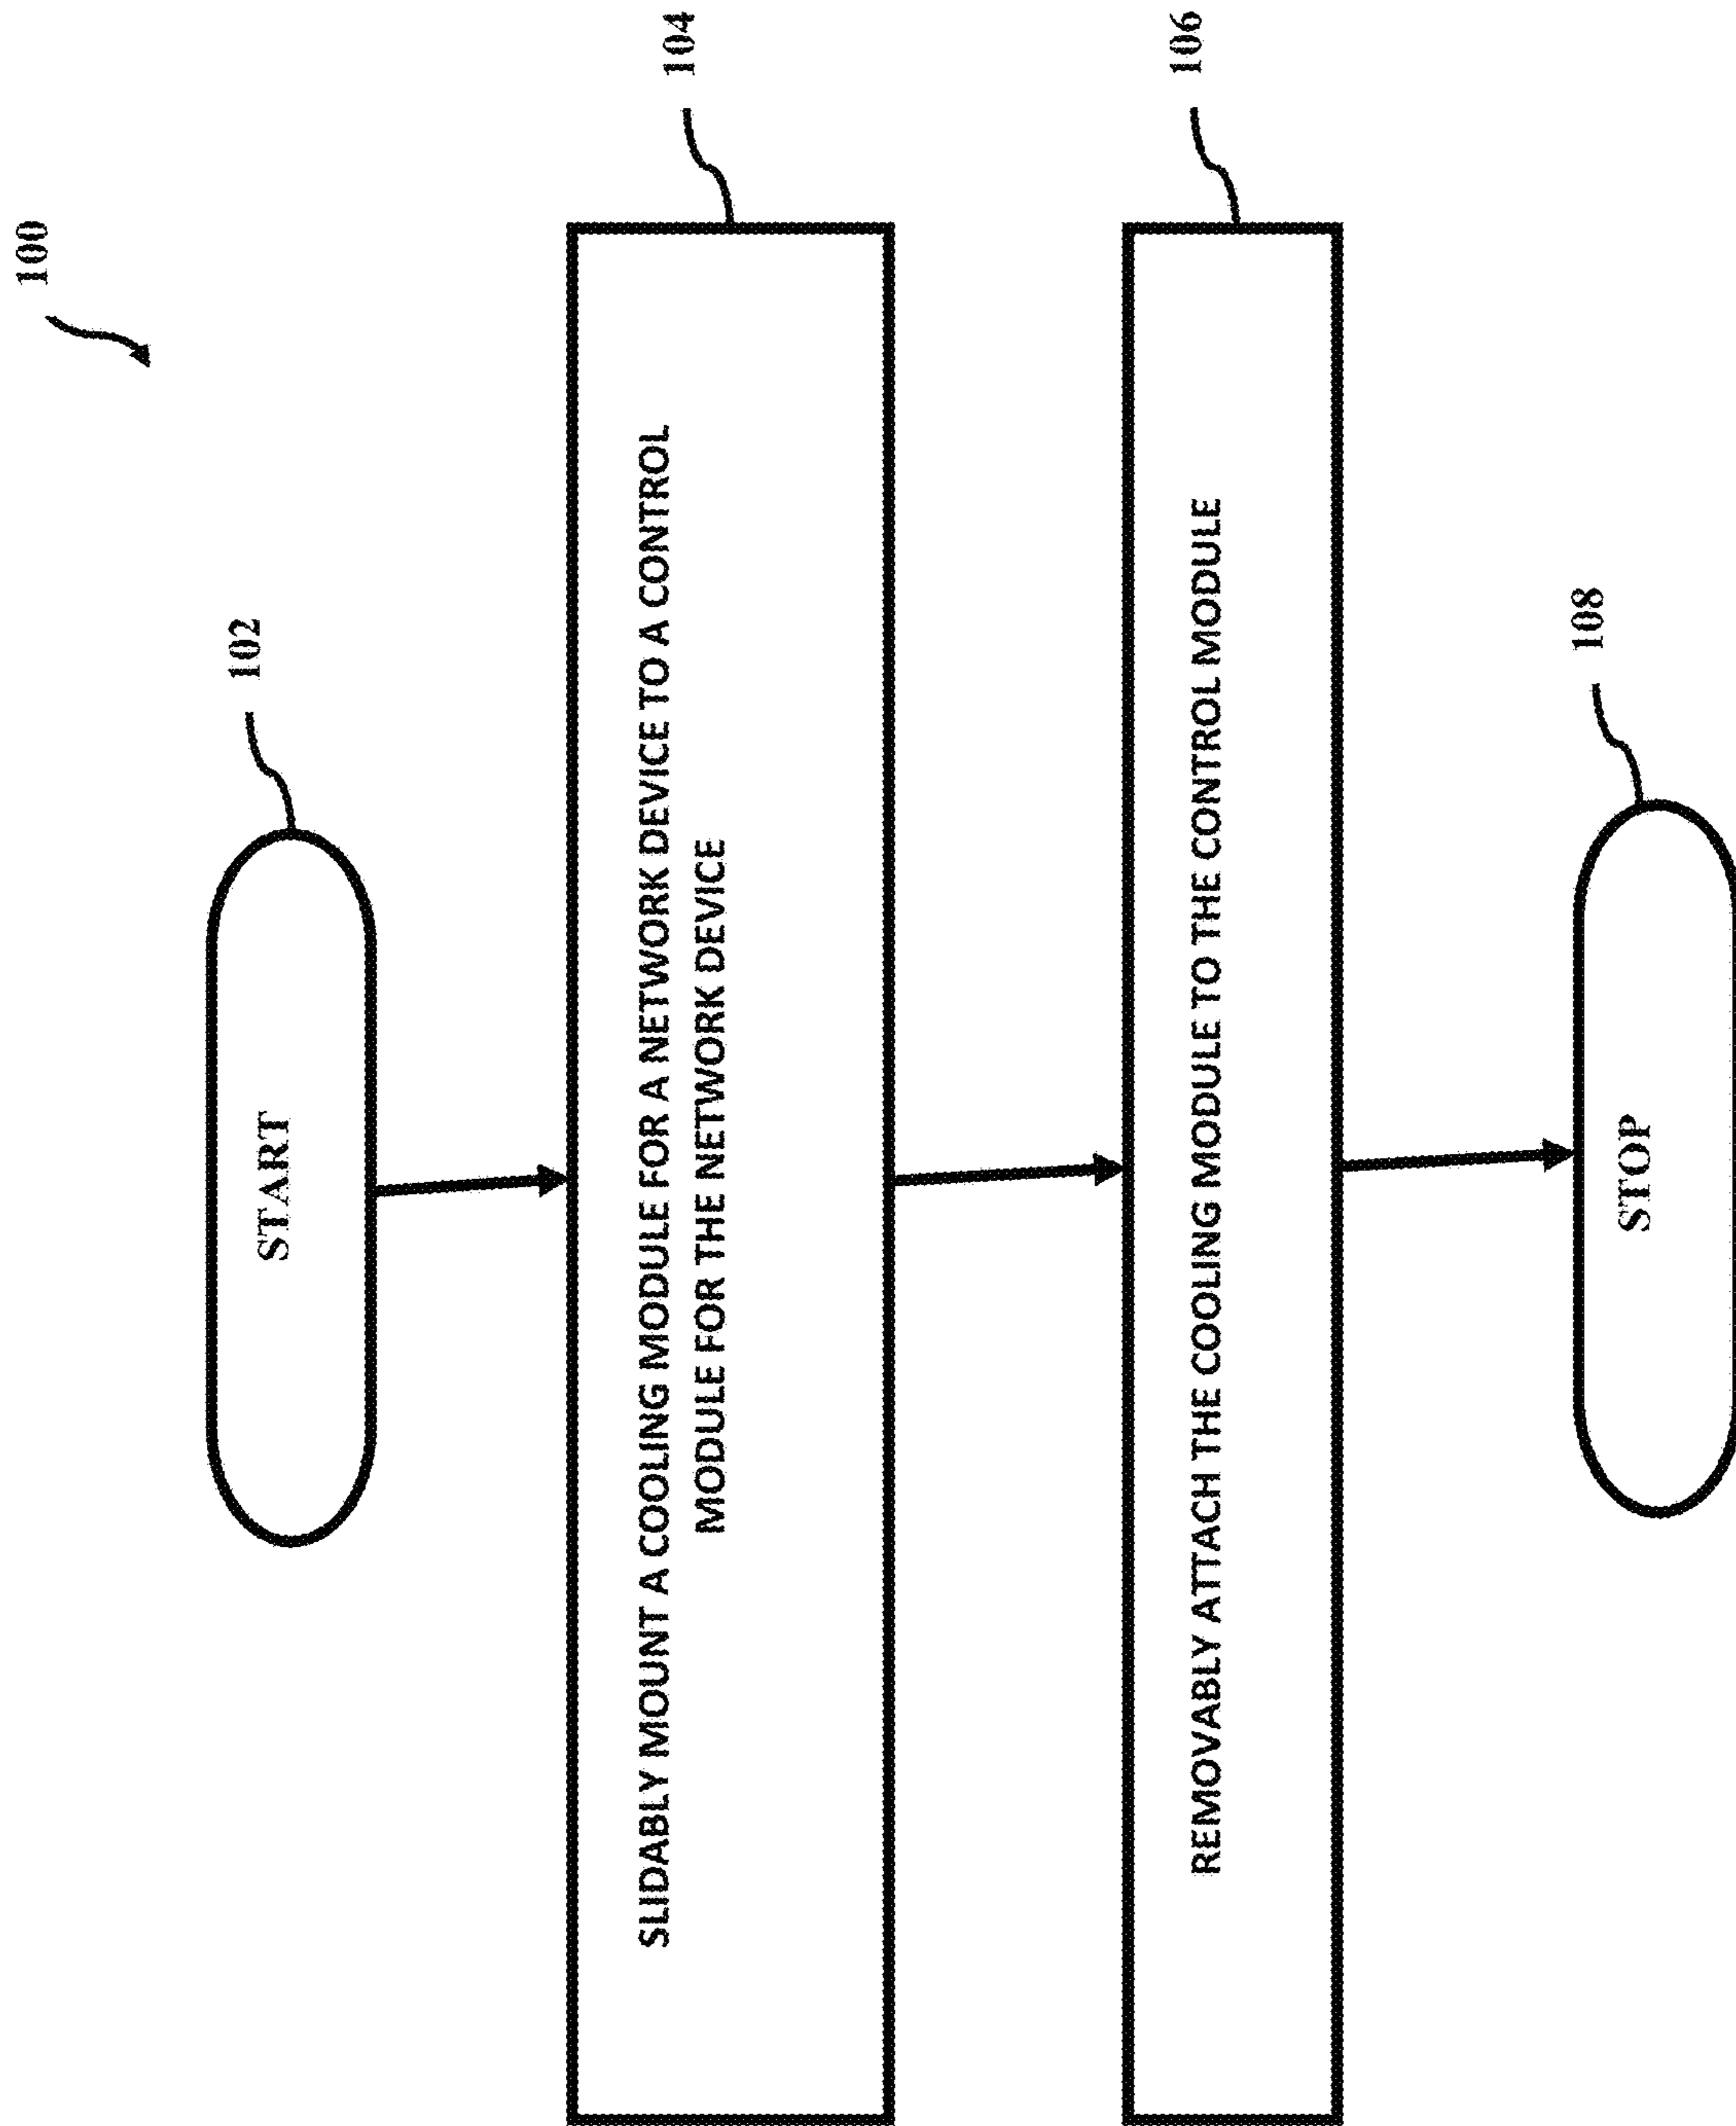 100
102
START
104
SLIDABLY MOUNT A COOLING MODULE FOR A NETWORK DEVICE TO A CONTROL
MODULE FOR THE NETWORK DEVICE
106
REMOVABLY ATTACH THE COOLING MODULE TO THE CONTROL MODULE
108
STOP